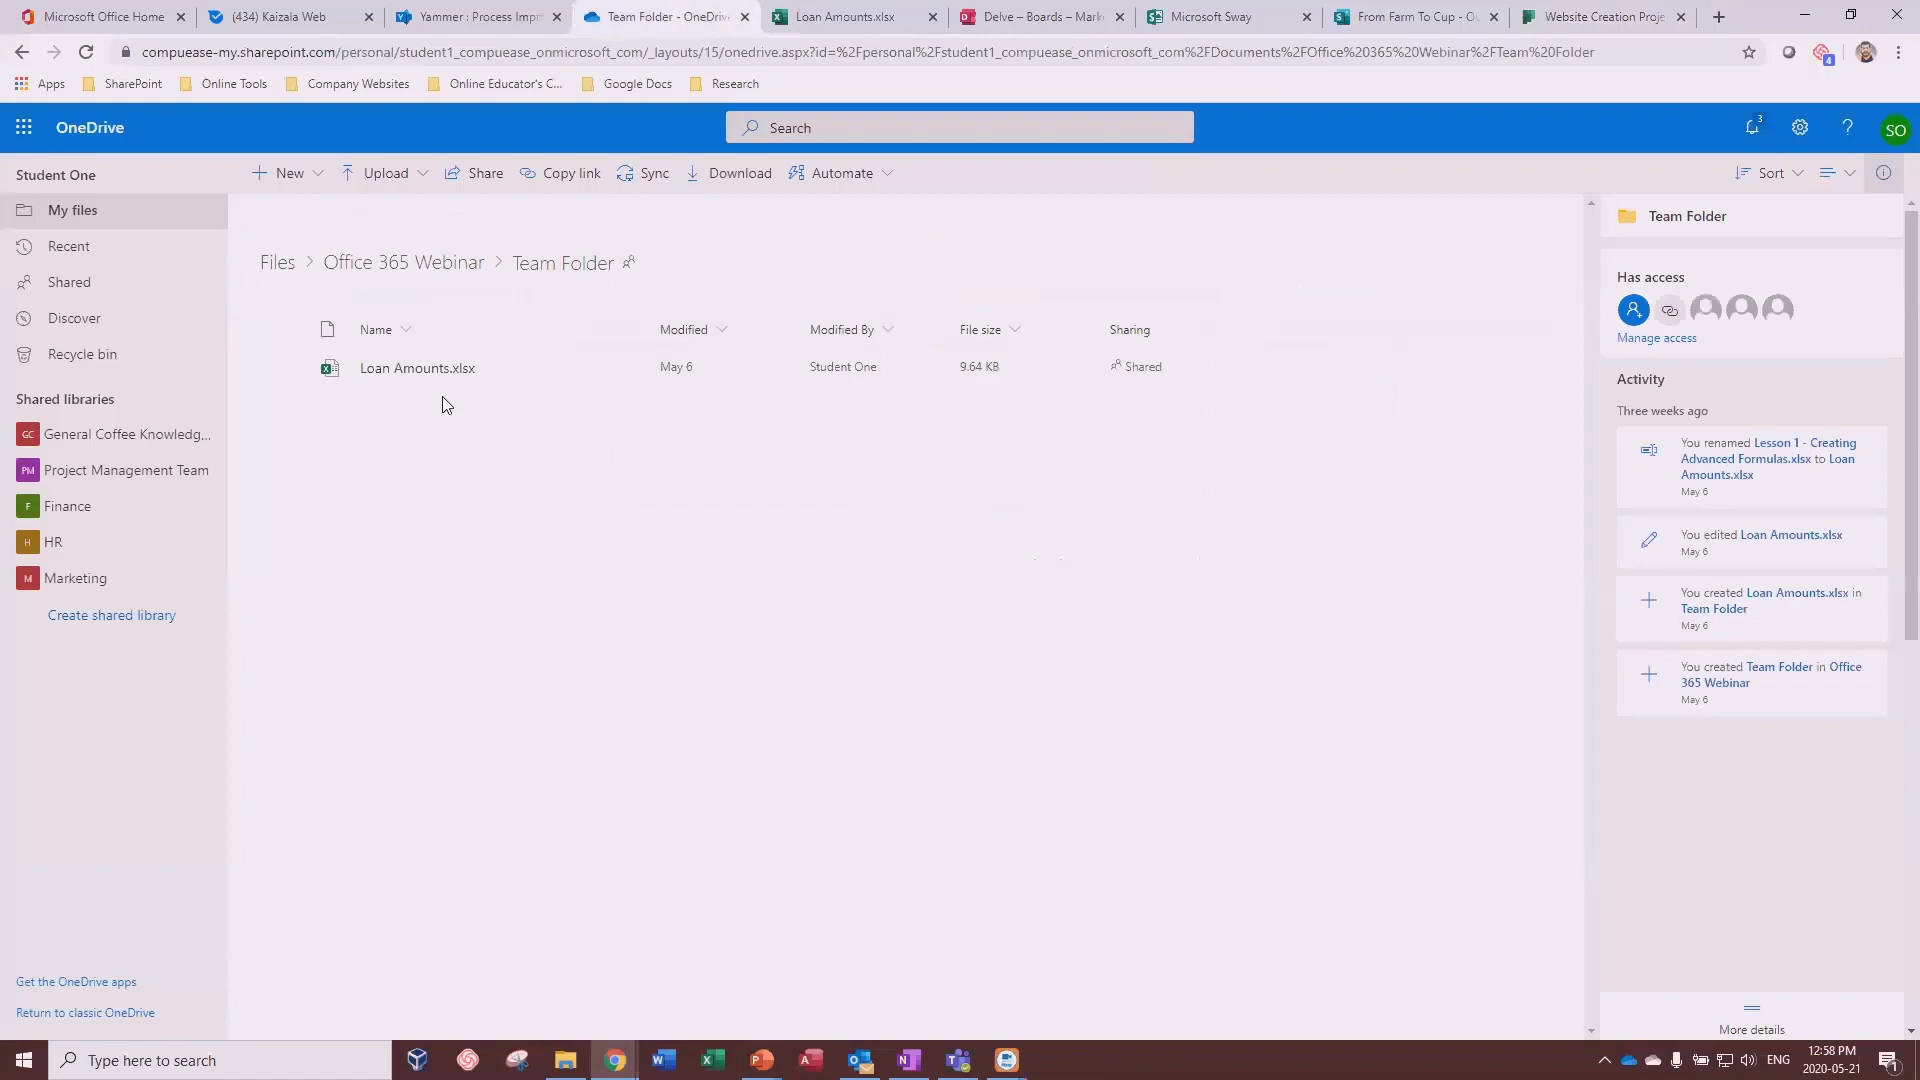 Microsoft Office Home
(434) Kaizala Web
Yammer : Process Impr
Team Folder - OneDrive
Loan Amounts.xlsx
Delve – Boards – Mark
Microsoft Sway
From Farm To Cup - Ou
Website Creation Proje
compuease-my.sharepoint.com/personal/student1_compuease_onmicrosoft_com/_layouts/15/onedrive.aspx?id=%2Fpersonal%2Fstudent1_compuease_onmicrosoft_com%2FDocuments%2FOffice%20365%20Webinar%2FTeam%20Folder
4
Apps
SharePoint
Online Tools
Company Websites
Online Educator's C...
Google Docs
Research
OneDrive
Search
3
?
SO
Student One
New
Upload
Share
Copy link
Sync
Download
Automate
Sort
My files
Recent
Shared
Discover
Recycle bin
Shared libraries
GC General Coffee Knowledg...
PM Project Management Team
F Finance
H HR
M Marketing
Create shared library
Get the OneDrive apps
Return to classic OneDrive
Files > Office 365 Webinar > Team Folder
Name Modified Modified By File size Sharing
Loan Amounts.xlsx May 6 Student One 9.64 KB Shared
Team Folder
Has access
Manage access
Activity
Three weeks ago
You renamed Lesson 1 - Creating
Advanced Formulas.xlsx to Loan
Amounts.xlsx
May 6
You edited Loan Amounts.xlsx
May 6
You created Loan Amounts.xlsx in
Team Folder
May 6
You created Team Folder in Office
365 Webinar
May 6
More details
Type here to search
ENG
12:58 PM
2020-05-21
1